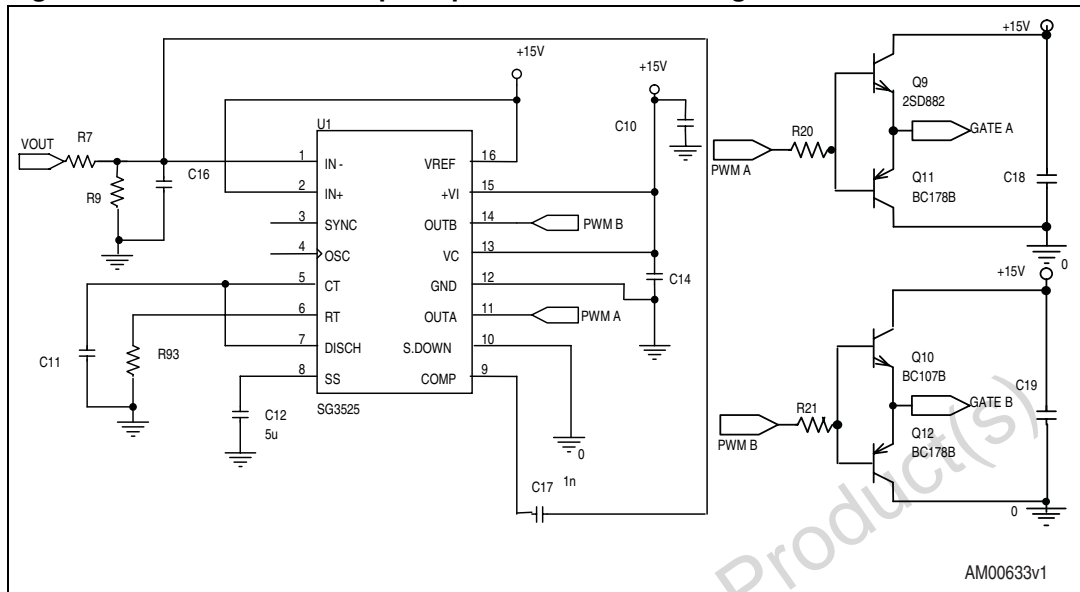 +15V
+15V
+15V
U1
C10
Q9
2SD882
VOUT
R7
GATE A
R20
1
IN -
VREF
16
PWM A
C16
R9
2
IN+
+VI
15
Q11
BC178B
C18
3
SYNC
OUTB
14
PWM B
4
OSC
VC
13
0
+15V
5
CT
GND
12
C14
6
RT
OUTA
11
PWM A
C11
R93
7
DISCH
S.DOWN
10
Q10
BC107B
C19
8
SS
COMP
9
SG3525
C12
5u
R21
GATE B
PWM B
Q12
BC178B
0
C17
1n
0
Product(s)
AM00633v1